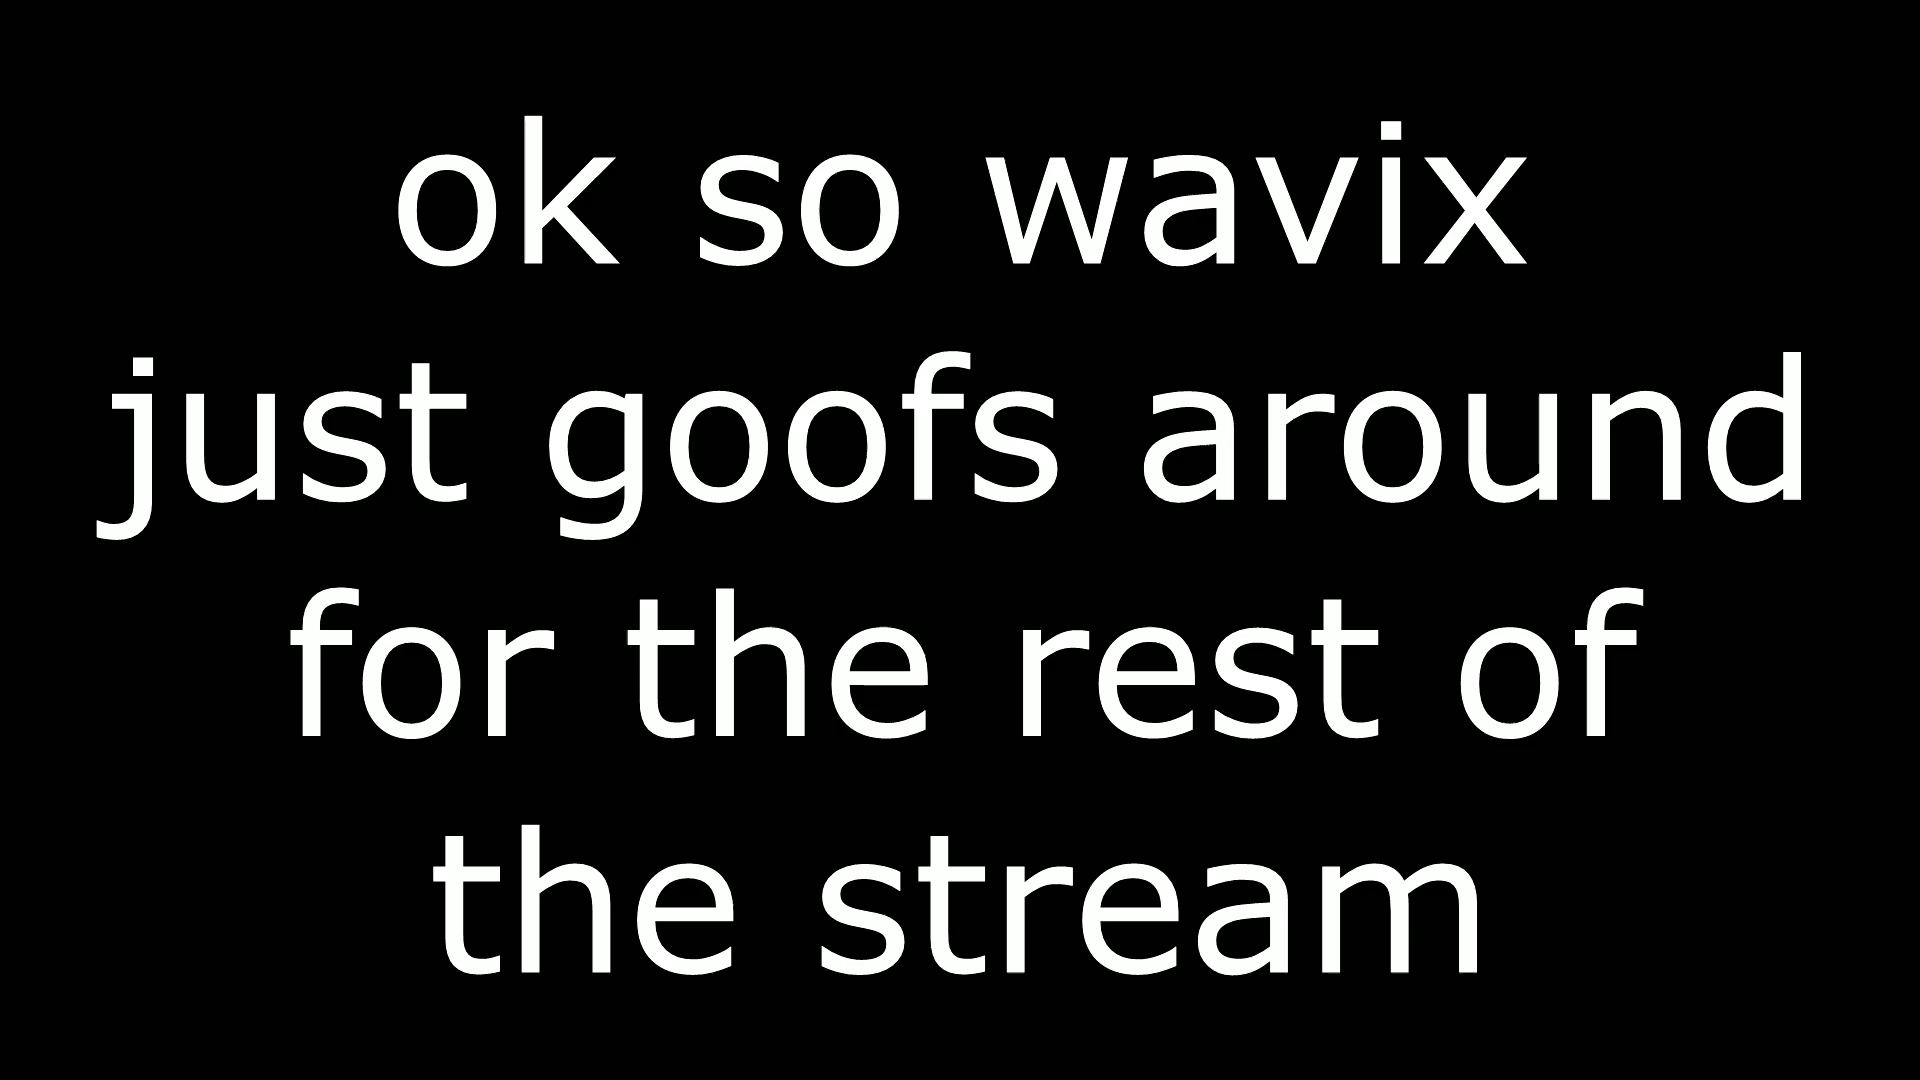 ok so wavix
just goofs around
for the rest of
the stream